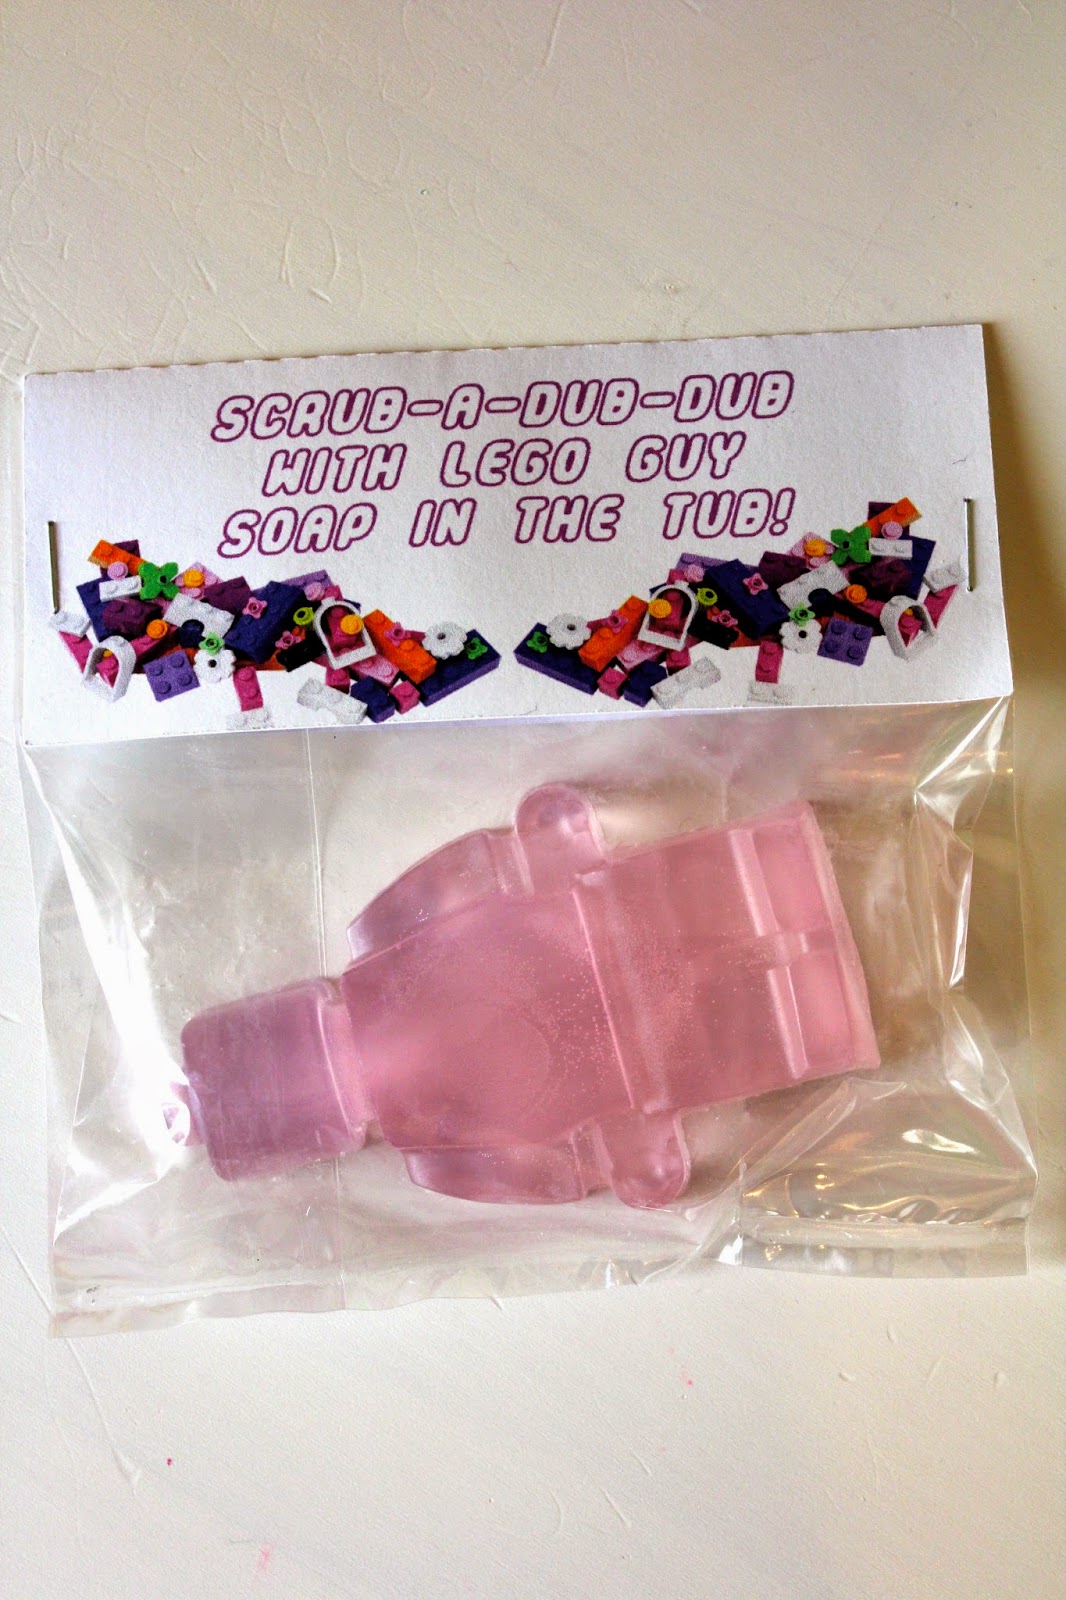 SCRUB-A-DUB-DUB
WITH LEGO GUY
SOAP IN THE TUB!